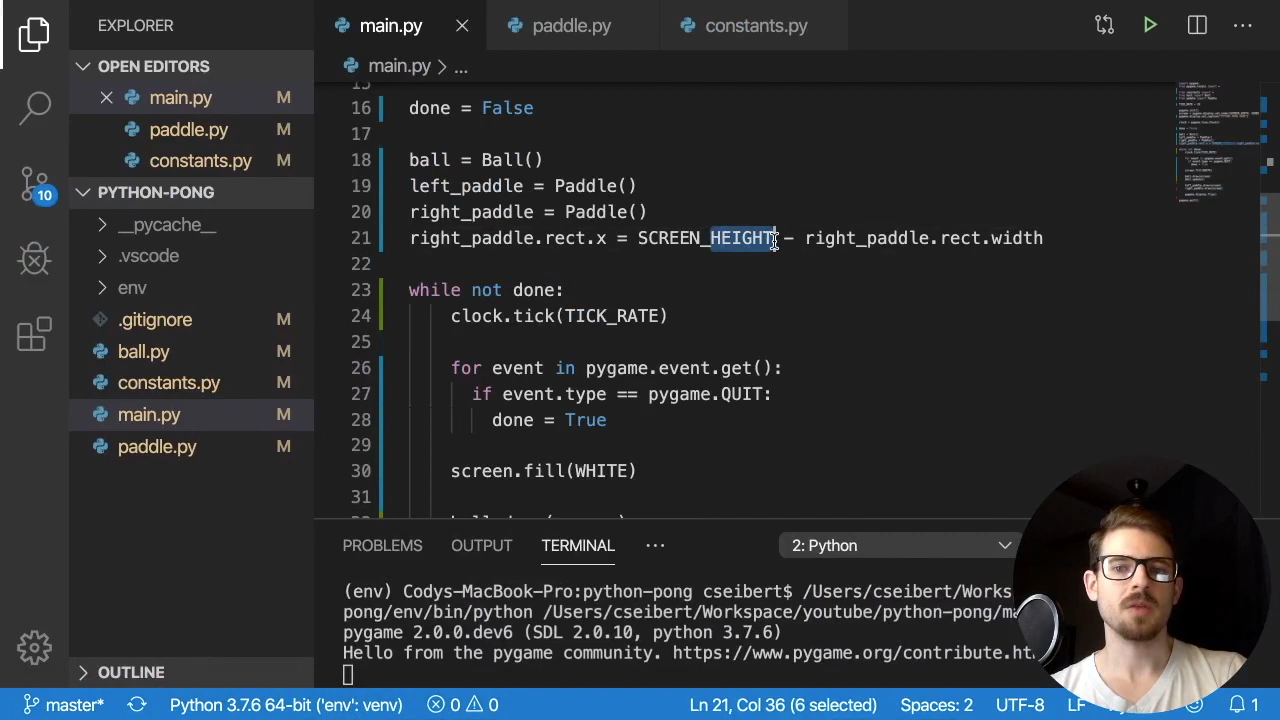 EXPLORER
OPEN EDITORS
main.py M
paddle.py M
constants.py M
PYTHON-PONG
__pycache__
.vscode
env
.gitignore M
ball.py M
constants.py M
main.py M
paddle.py M
OUTLINE
10
main.py paddle.py constants.py
main.py > ...
16 done = False
17
18 ball = Ball()
19 left_paddle = Paddle()
20 right_paddle = Paddle()
21 right_paddle.rect.x = SCREEN_HEIGHT - right_paddle.rect.width
22
23 while not done:
24 clock.tick(TICK_RATE)
25
26 for event in pygame.event.get():
27 if event.type == pygame.QUIT:
28 done = True
29
30 screen.fill(WHITE)
31
PROBLEMS OUTPUT TERMINAL ... 2: Python
(env) Codys-MacBook-Pro:python-pong cseibert$ /Users/cseibert/Works
pong/env/bin/python /Users/cseibert/Workspace/youtube/python-pong/ma
pygame 2.0.0.dev6 (SDL 2.0.10, python 3.7.6)
Hello from the pygame community. https://www.pygame.org/contribute.ht
master* Python 3.7.6 64-bit ('env': venv) 0 0 Ln 21, Col 36 (6 selected) Spaces: 2 UTF-8 LF 1